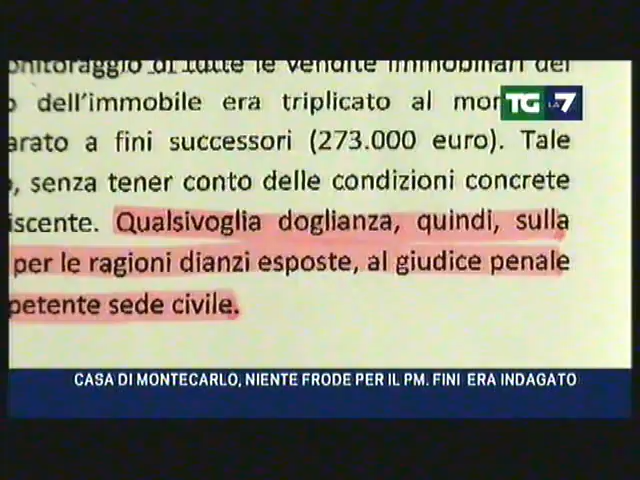 onitoraggio di tutte le vendite immobiliari del
o dell'immobile era triplicato al mor
TG LA 7
arato a fini successori (273.000 euro). Tale
, senza tener conto delle condizioni concrete
iscente. Qualsivoglia doglianza, quindi, sulla
per le ragioni dianzi esposte, al giudice penale
petente sede civile.
CASA DI MONTECARLO, NIENTE FRODE PER IL PM. FINI ERA INDAGATO